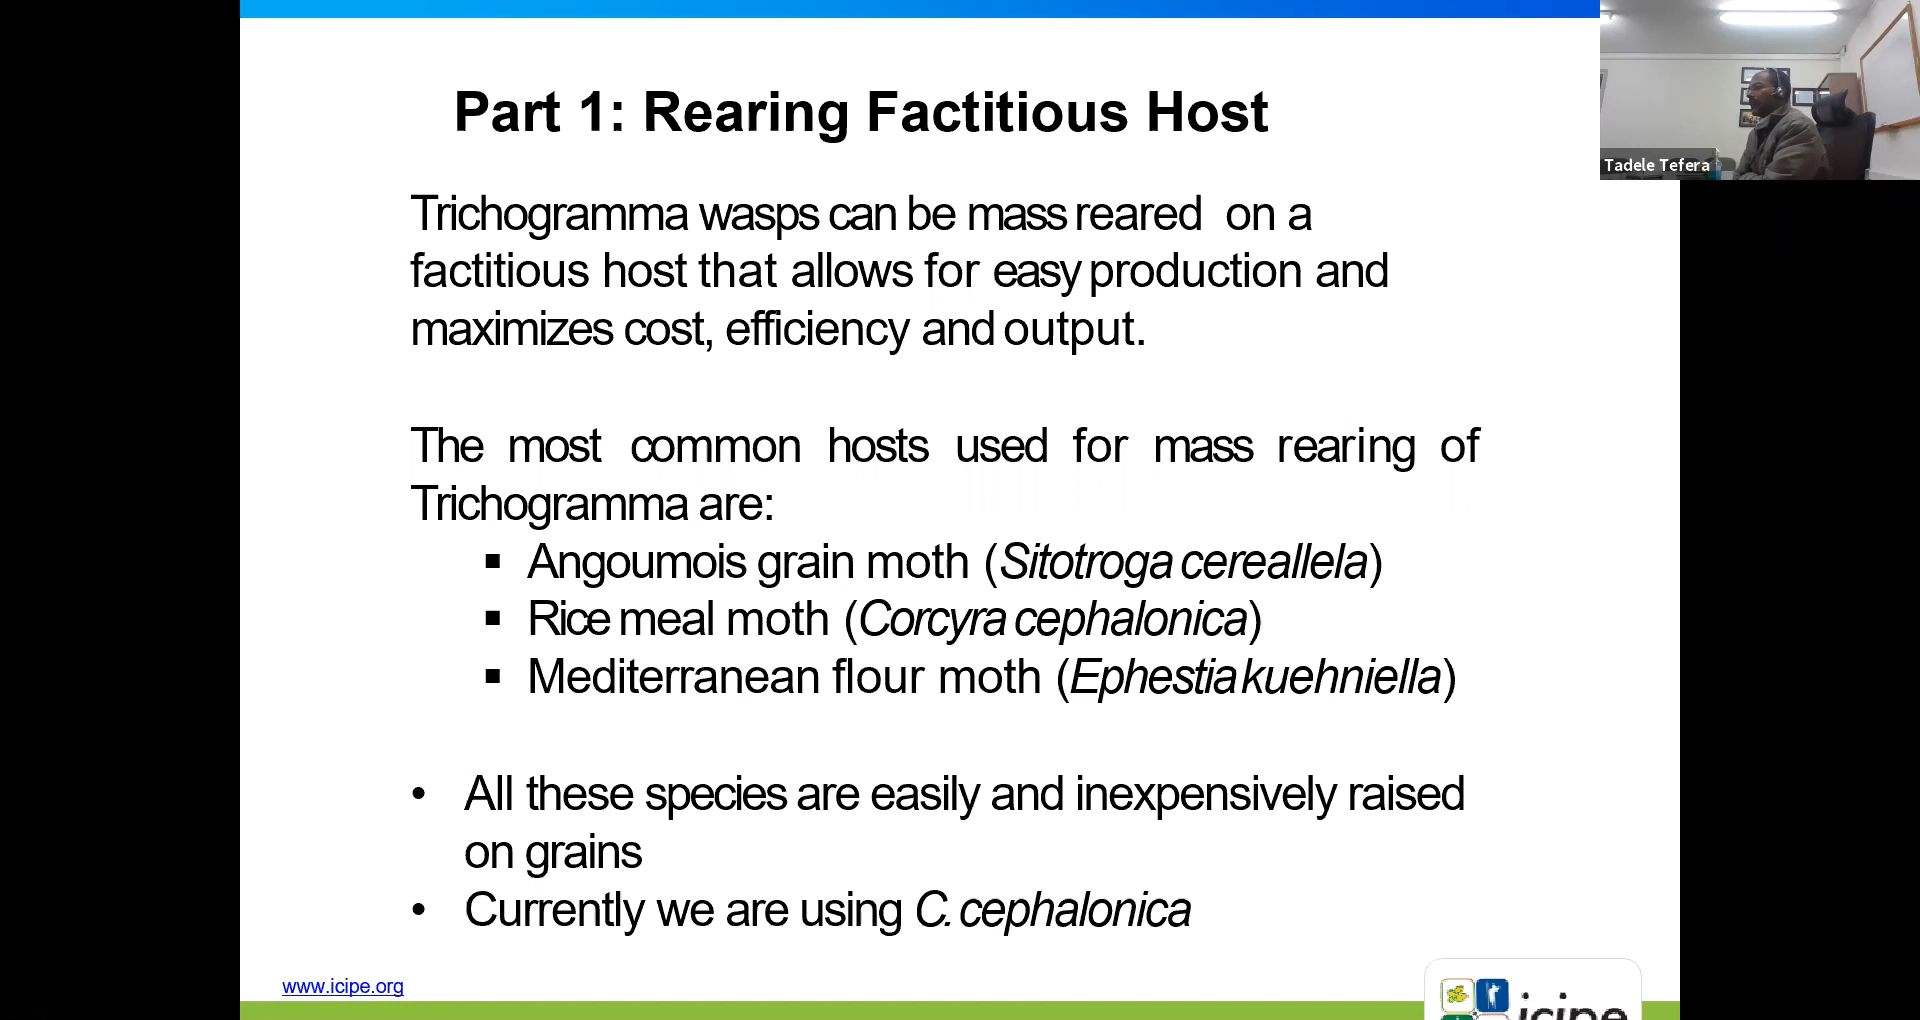 Part 1: Rearing Factitious Host
Tadele Tefera
Trichogramma wasps can be mass reared on a
factitious host that allows for easy production and
maximizes cost, efficiency and output.
The most common hosts used for mass rearing of
Trichogramma are:
▪ Angoumois grain moth (Sitotroga cereallela)
▪ Rice meal moth (Corcyra cephalonica)
▪ Mediterranean flour moth (Ephestia kuehniella)
• All these species are easily and inexpensively raised
on grains
• Currently we are using C. cephalonica
www.icipe.org
icipe